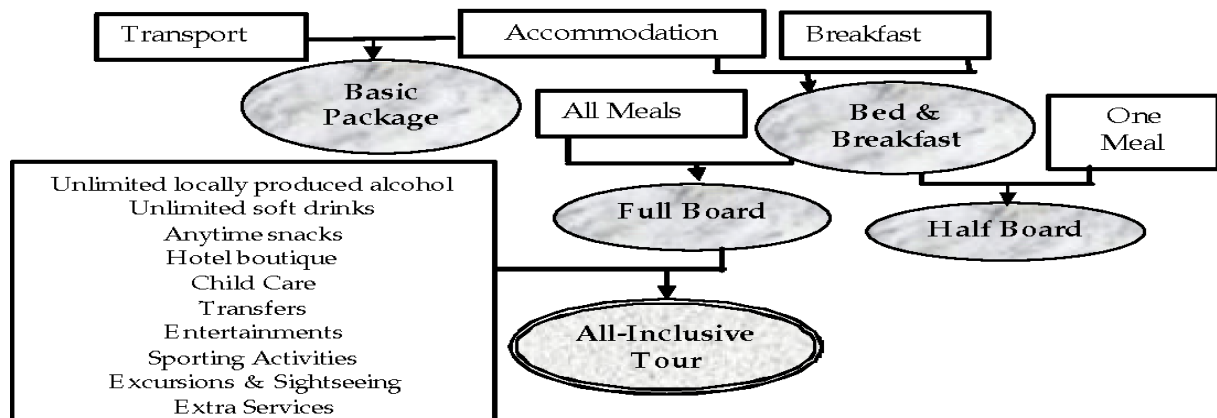 Transport
Accommodation
Breakfast
Basic
Package
All Meals
Bed &
Breakfast
One
Meal
Unlimited locally produced alcohol
Unlimited soft drinks
Anytime snacks
Hotel boutique
Child Care
Transfers
Entertainments
Sporting Activities
Excursions & Sightseeing
Extra Services
Full Board
Half Board
All-Inclusive
Tour